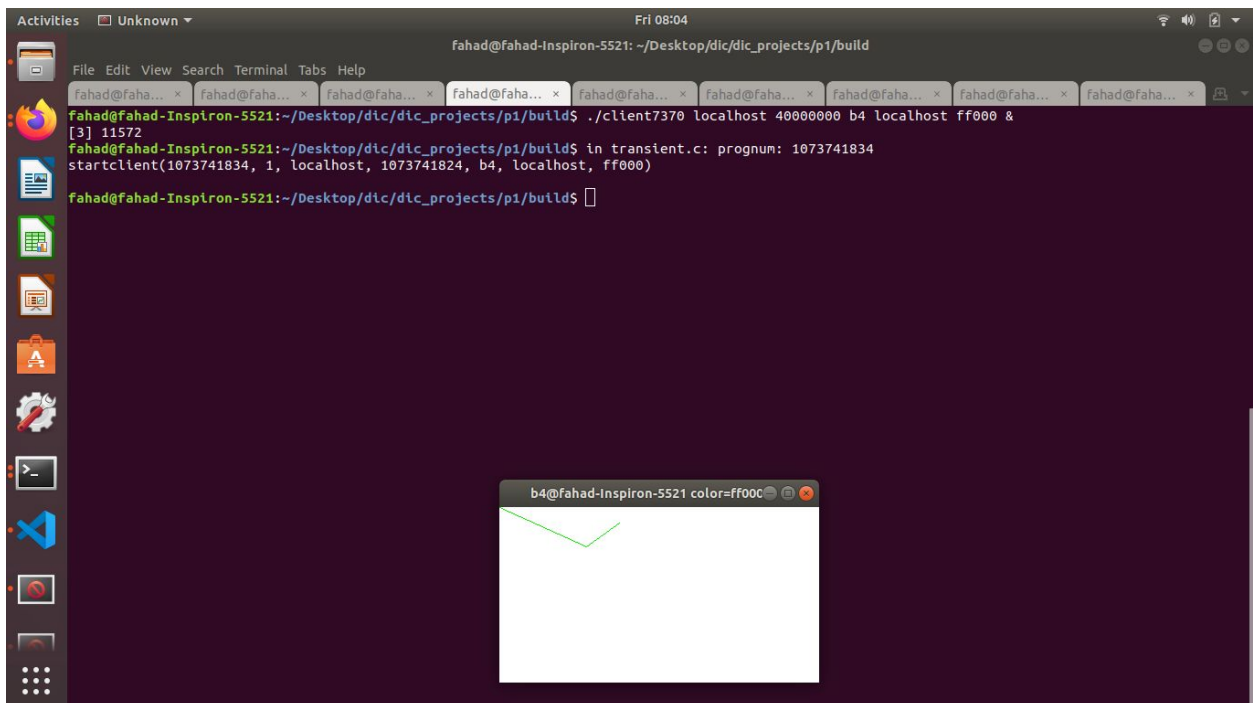 Activities Unknown Fri 08:04
fahad@fahad-Inspiron-5521: ~/Desktop/dic/dic_projects/p1/build
File Edit View Search Terminal Tabs Help
fahad@faha... × fahad@faha... × fahad@faha... × fahad@faha... × fahad@faha... × fahad@faha... × fahad@faha... × fahad@faha... × fahad@faha... ×
fahad@fahad-Inspiron-5521:~/Desktop/dic/dic_projects/p1/build$ ./client7370 localhost 40000000 b4 localhost ff000 &
[3] 11572
fahad@fahad-Inspiron-5521:~/Desktop/dic/dic_projects/p1/build$ in transient.c: prognum: 1073741834
startclient(1073741834, 1, localhost, 1073741824, b4, localhost, ff000)
fahad@fahad-Inspiron-5521:~/Desktop/dic/dic_projects/p1/build$
b4@fahad-Inspiron-5521 color=ff000